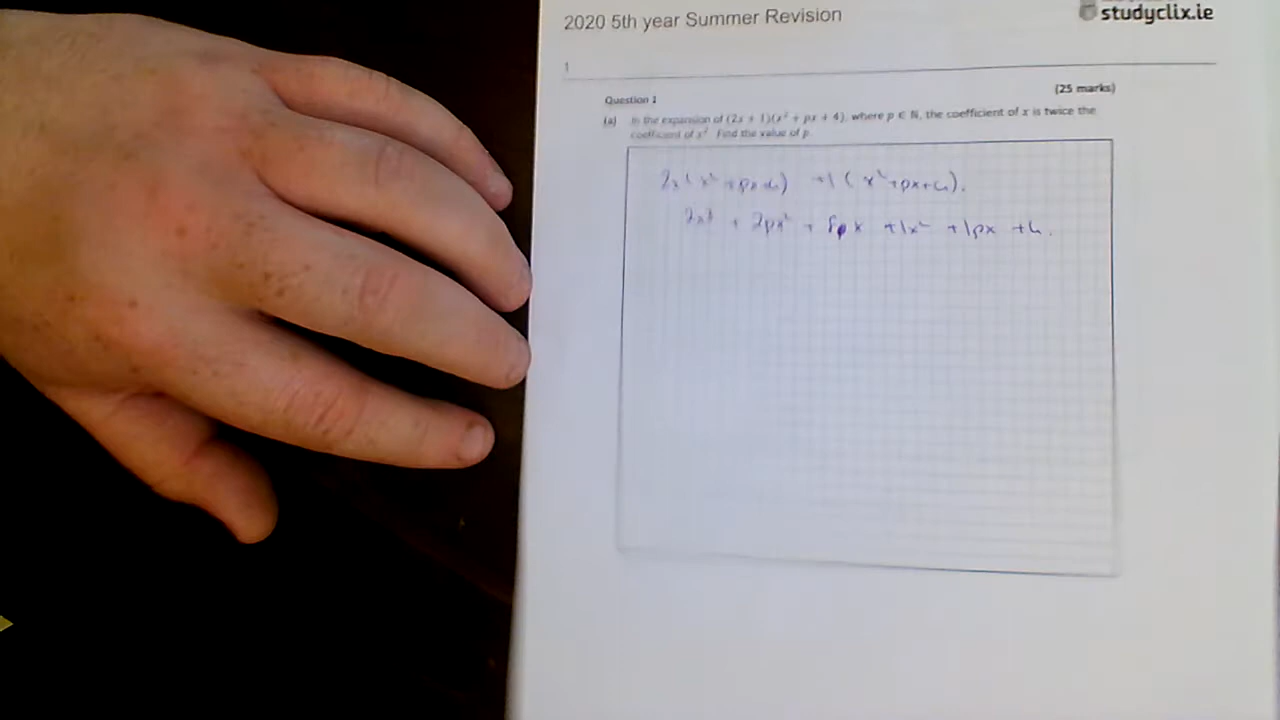 2020 5th year Summer Revision
studyclix.ie
1
Question 1
(25 marks)
(a) In the expansion of (2x + 1)(x² + px + 4), where p ∈ ℕ, the coefficient of x is twice the
coefficient of x². Find the value of p.
2x(x² + px+4) +1(x²+px+4).
2x³ + 2px² + 8px +1x² +1px +4.